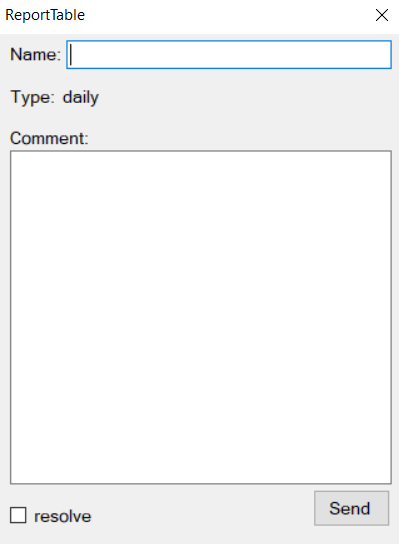 ReportTable
Name:
Type: daily
Comment:
resolve
Send